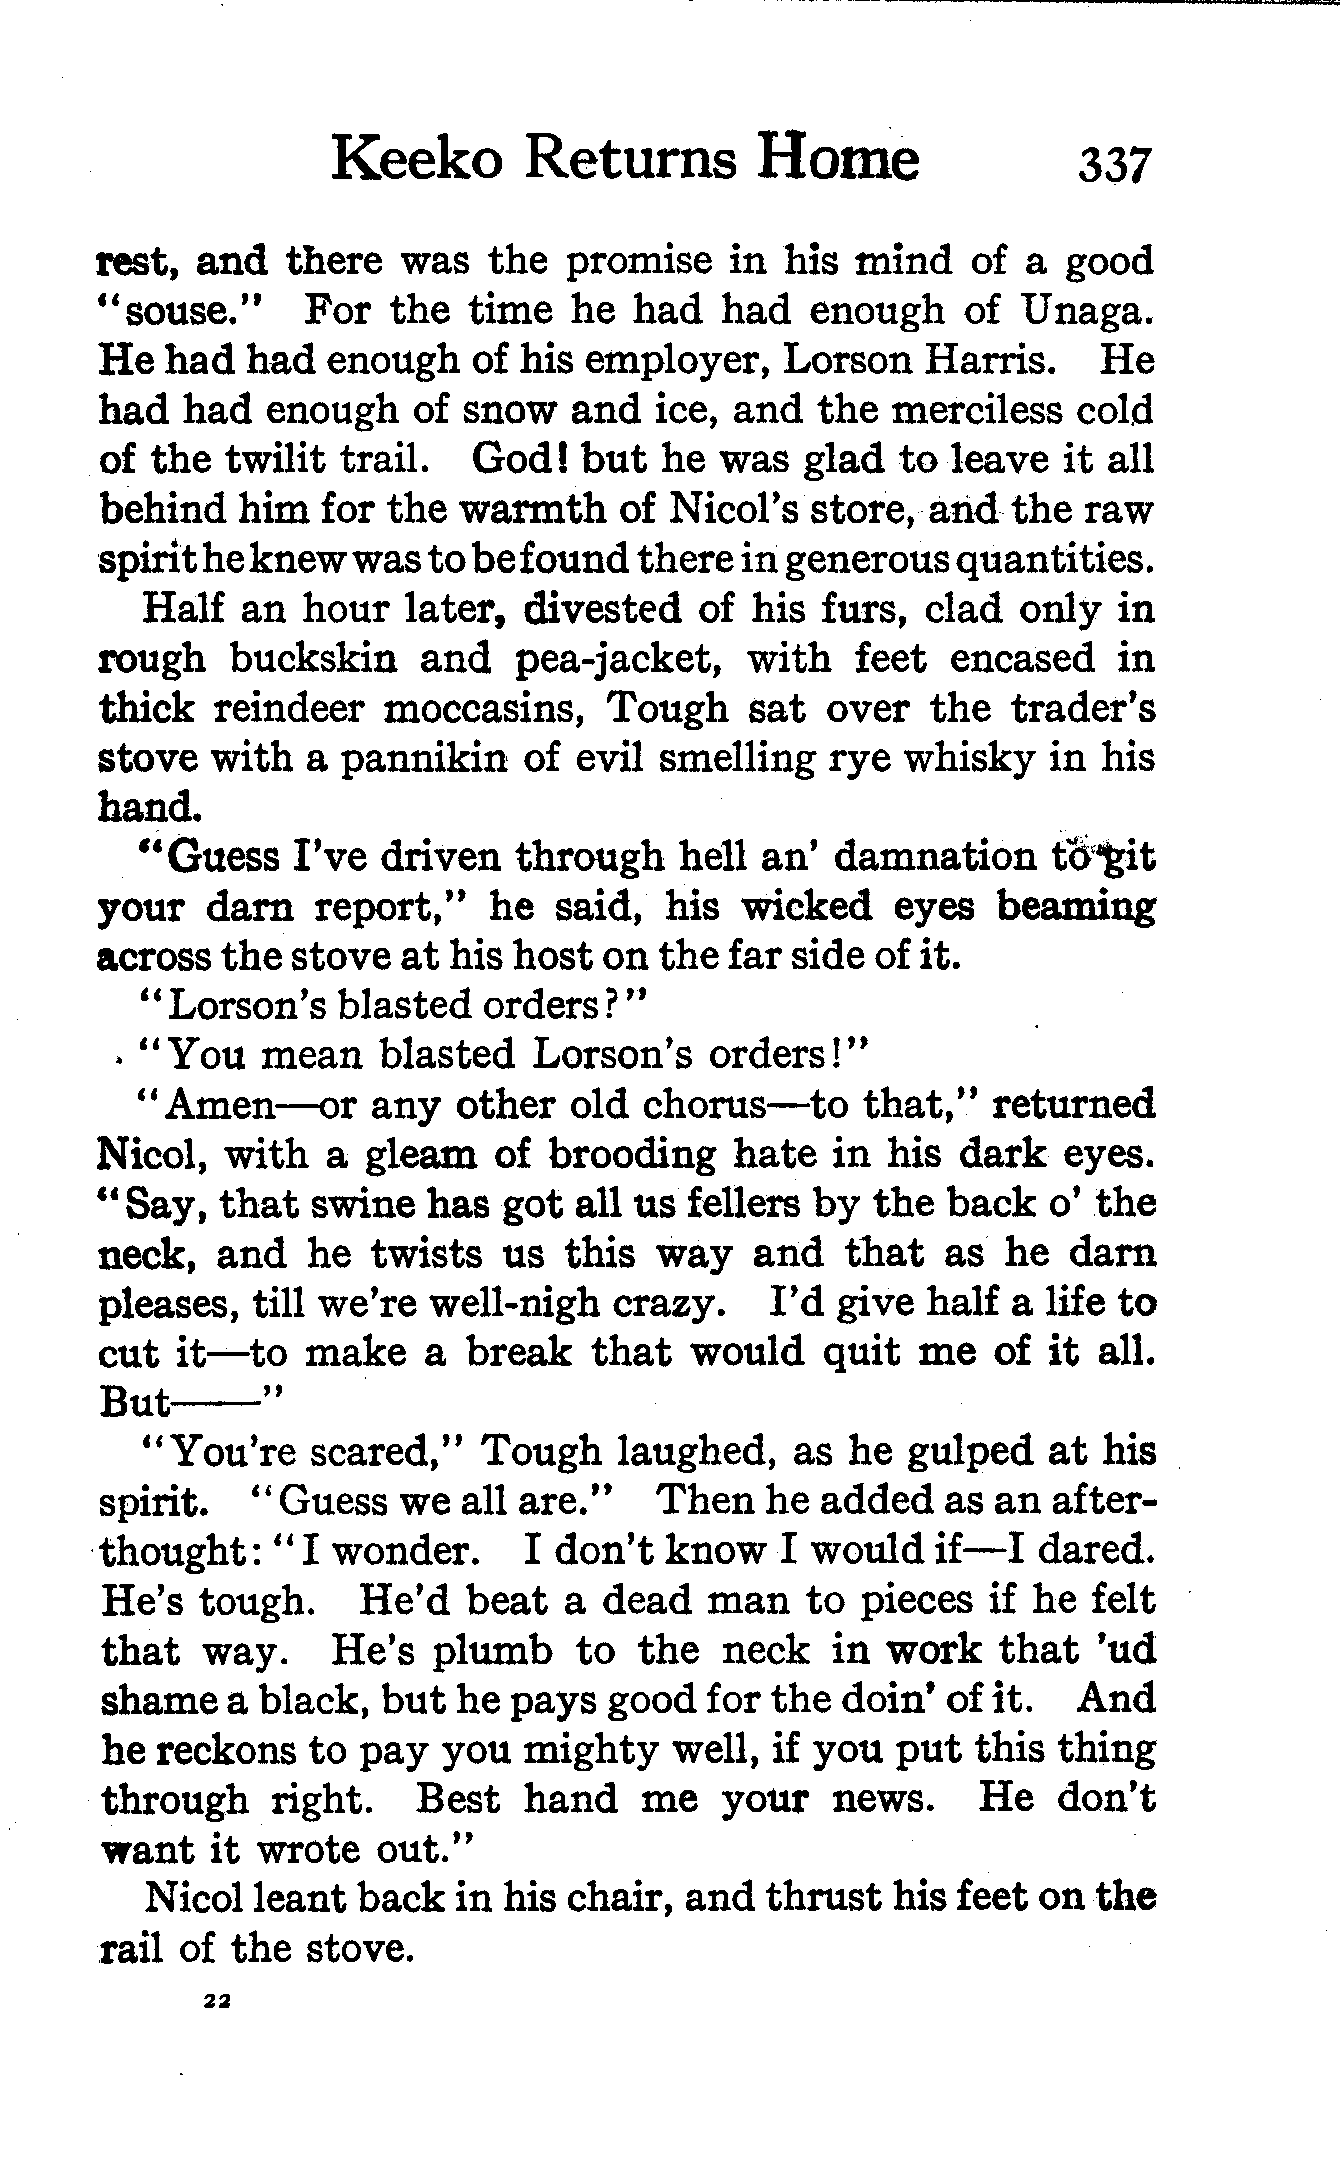 Keeko Returns Home 337
rest, and there was the promise in his mind of a good
"souse." For the time he had had enough of Unaga.
He had had enough of his employer, Lorson Harris. He
had had enough of snow and ice, and the merciless cold
of the twilit trail. God! but he was glad to leave it all
behind him for the warmth of Nicol's store, and the raw
spirit he knew was to be found there in generous quantities.
Half an hour later, divested of his furs, clad only in
rough buckskin and pea-jacket, with feet encased in
thick reindeer moccasins, Tough sat over the trader's
stove with a pannikin of evil smelling rye whisky in his
hand.
"Guess I've driven through hell an' damnation to git
your darn report," he said, his wicked eyes beaming
across the stove at his host on the far side of it.
"Lorson's blasted orders?"
"You mean blasted Lorson's orders!"
"Amen—or any other old chorus—to that," returned
Nicol, with a gleam of brooding hate in his dark eyes.
"Say, that swine has got all us fellers by the back o' the
neck, and he twists us this way and that as he darn
pleases, till we're well-nigh crazy. I'd give half a life to
cut it—to make a break that would quit me of it all.
But——"
"You're scared," Tough laughed, as he gulped at his
spirit. "Guess we all are." Then he added as an after-
thought: "I wonder. I don't know I would if—I dared.
He's tough. He'd beat a dead man to pieces if he felt
that way. He's plumb to the neck in work that 'ud
shame a black, but he pays good for the doin' of it. And
he reckons to pay you mighty well, if you put this thing
through right. Best hand me your news. He don't
want it wrote out."
Nicol leant back in his chair, and thrust his feet on the
rail of the stove.
22